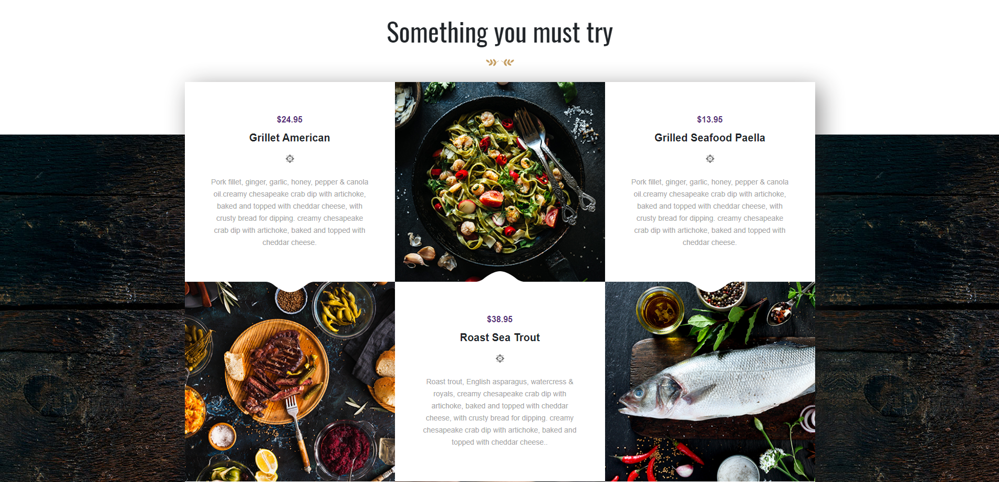 Something you must try
$24.95
Grillet American
Pork fillet, ginger, garlic, honey, pepper & canola
oil.creamy chesapeake crab dip with artichoke,
baked and topped with cheddar cheese, with
crusty bread for dipping. creamy chesapeake
crab dip with artichoke, baked and topped with
cheddar cheese.
$13.95
Grilled Seafood Paella
Pork fillet, ginger, garlic, honey, pepper & canola
oil.creamy chesapeake crab dip with artichoke,
baked and topped with cheddar cheese, with
crusty bread for dipping. creamy chesapeake
crab dip with artichoke, baked and topped with
cheddar cheese.
$38.95
Roast Sea Trout
Roast trout, English asparagus, watercress &
royals, creamy chesapeake crab dip with
artichoke, baked and topped with cheddar
cheese, with crusty bread for dipping. creamy
chesapeake crab dip with artichoke, baked and
topped with cheddar cheese..